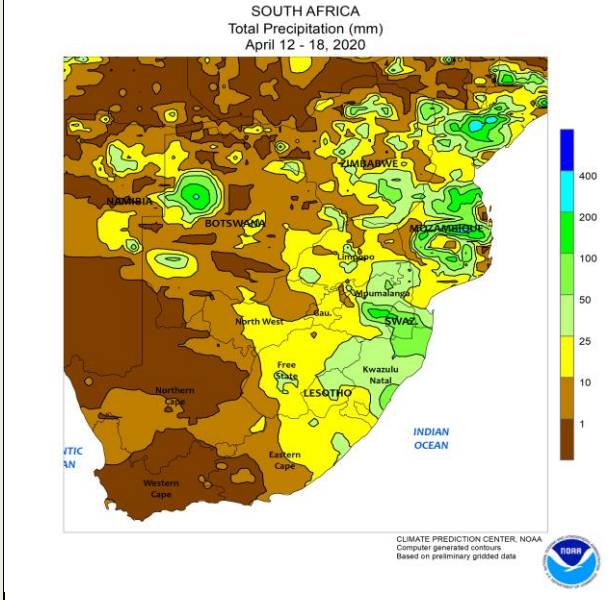 SOUTH AFRICA
Total Precipitation (mm)
April 12 - 18, 2020
ZIMBABWE
NAMIBIA
BOTSWANA
MOZAMBIQUE
Limpopo
Mpumalanga
North West
Gau.
SWAZ.
Free
State
Kwazulu
Natal
LESOTHO
Northern
Cape
Eastern
Cape
Western
Cape
NTIC
AN
INDIAN
OCEAN
400
200
100
50
25
10
1
CLIMATE PREDICTION CENTER, NOAA
Computer generated contours
Based on preliminary gridded data
NOAA